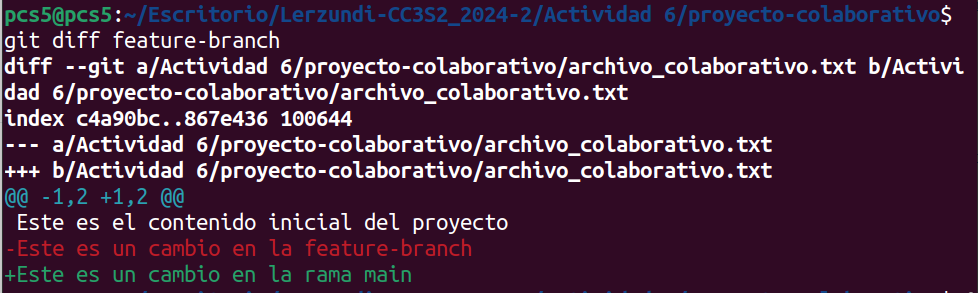 pcs5@pcs5:~/Escritorio/Lerzundi-CC3S2_2024-2/Actividad 6/proyecto-colaborativo$
git diff feature-branch
diff --git a/Actividad 6/proyecto-colaborativo/archivo_colaborativo.txt b/Activi
dad 6/proyecto-colaborativo/archivo_colaborativo.txt
index c4a90bc..867e436 100644
--- a/Actividad 6/proyecto-colaborativo/archivo_colaborativo.txt
+++ b/Actividad 6/proyecto-colaborativo/archivo_colaborativo.txt
@@ -1,2 +1,2 @@
 Este es el contenido inicial del proyecto
-Este es un cambio en la feature-branch
+Este es un cambio en la rama main